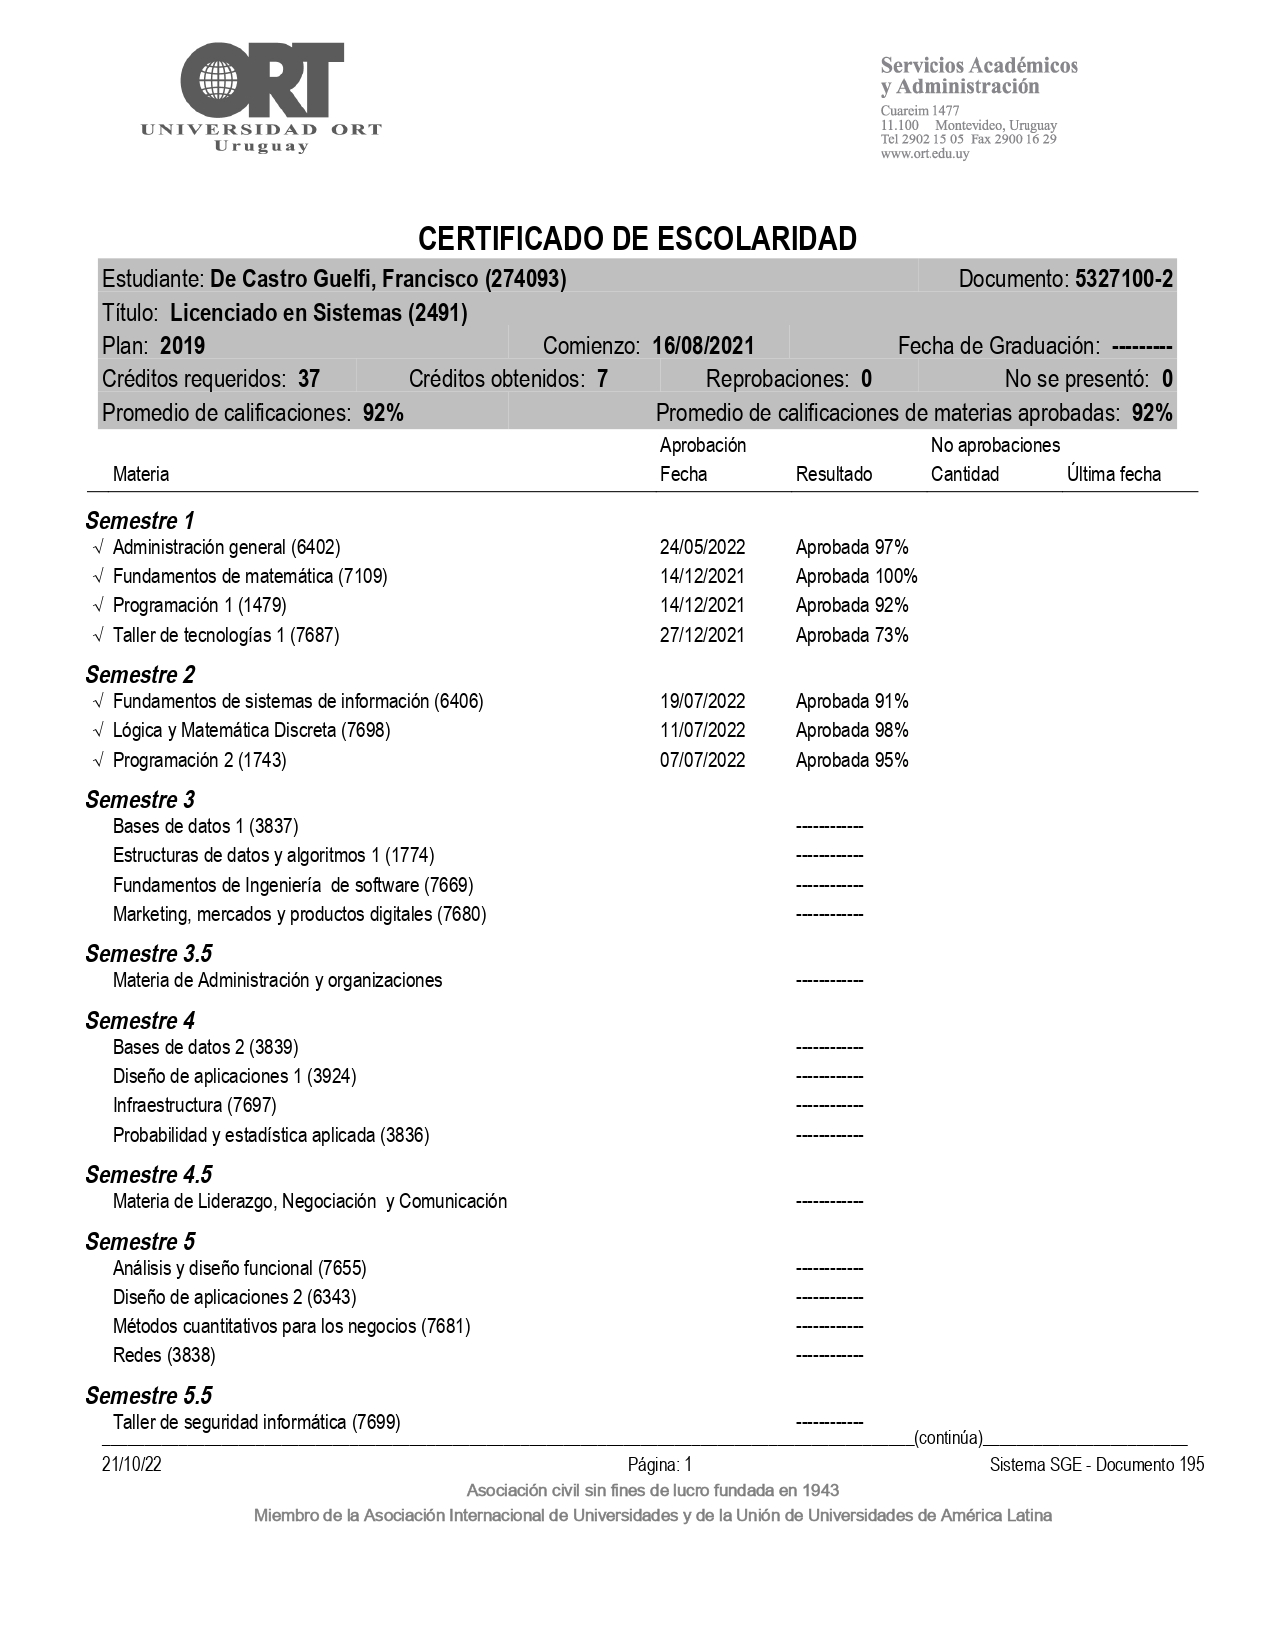 ORT
UNIVERSIDAD ORT
Uruguay
Servicios Académicos
y Administración
Cuareim 1477
11.100 Montevideo, Uruguay
Tel 2902 15 05 Fax 2900 16 29
www.ort.edu.uy
CERTIFICADO DE ESCOLARIDAD
Estudiante: De Castro Guelfi, Francisco (274093) Documento: 5327100-2
Título: Licenciado en Sistemas (2491)
Plan: 2019 Comienzo: 16/08/2021 Fecha de Graduación: ---------
Créditos requeridos: 37 Créditos obtenidos: 7 Reprobaciones: 0 No se presentó: 0
Promedio de calificaciones: 92% Promedio de calificaciones de materias aprobadas: 92%
Aprobación No aprobaciones
Materia Fecha Resultado Cantidad Última fecha
Semestre 1
√ Administración general (6402) 24/05/2022 Aprobada 97%
√ Fundamentos de matemática (7109) 14/12/2021 Aprobada 100%
√ Programación 1 (1479) 14/12/2021 Aprobada 92%
√ Taller de tecnologías 1 (7687) 27/12/2021 Aprobada 73%
Semestre 2
√ Fundamentos de sistemas de información (6406) 19/07/2022 Aprobada 91%
√ Lógica y Matemática Discreta (7698) 11/07/2022 Aprobada 98%
√ Programación 2 (1743) 07/07/2022 Aprobada 95%
Semestre 3
Bases de datos 1 (3837) ------------
Estructuras de datos y algoritmos 1 (1774) ------------
Fundamentos de Ingeniería de software (7669) ------------
Marketing, mercados y productos digitales (7680) ------------
Semestre 3.5
Materia de Administración y organizaciones ------------
Semestre 4
Bases de datos 2 (3839) ------------
Diseño de aplicaciones 1 (3924) ------------
Infraestructura (7697) ------------
Probabilidad y estadística aplicada (3836) ------------
Semestre 4.5
Materia de Liderazgo, Negociación y Comunicación ------------
Semestre 5
Análisis y diseño funcional (7655) ------------
Diseño de aplicaciones 2 (6343) ------------
Métodos cuantitativos para los negocios (7681) ------------
Redes (3838) ------------
Semestre 5.5
Taller de seguridad informática (7699) ------------
(continúa)
21/10/22 Página: 1 Sistema SGE - Documento 195
Asociación civil sin fines de lucro fundada en 1943
Miembro de la Asociación Internacional de Universidades y de la Unión de Universidades de América Latina